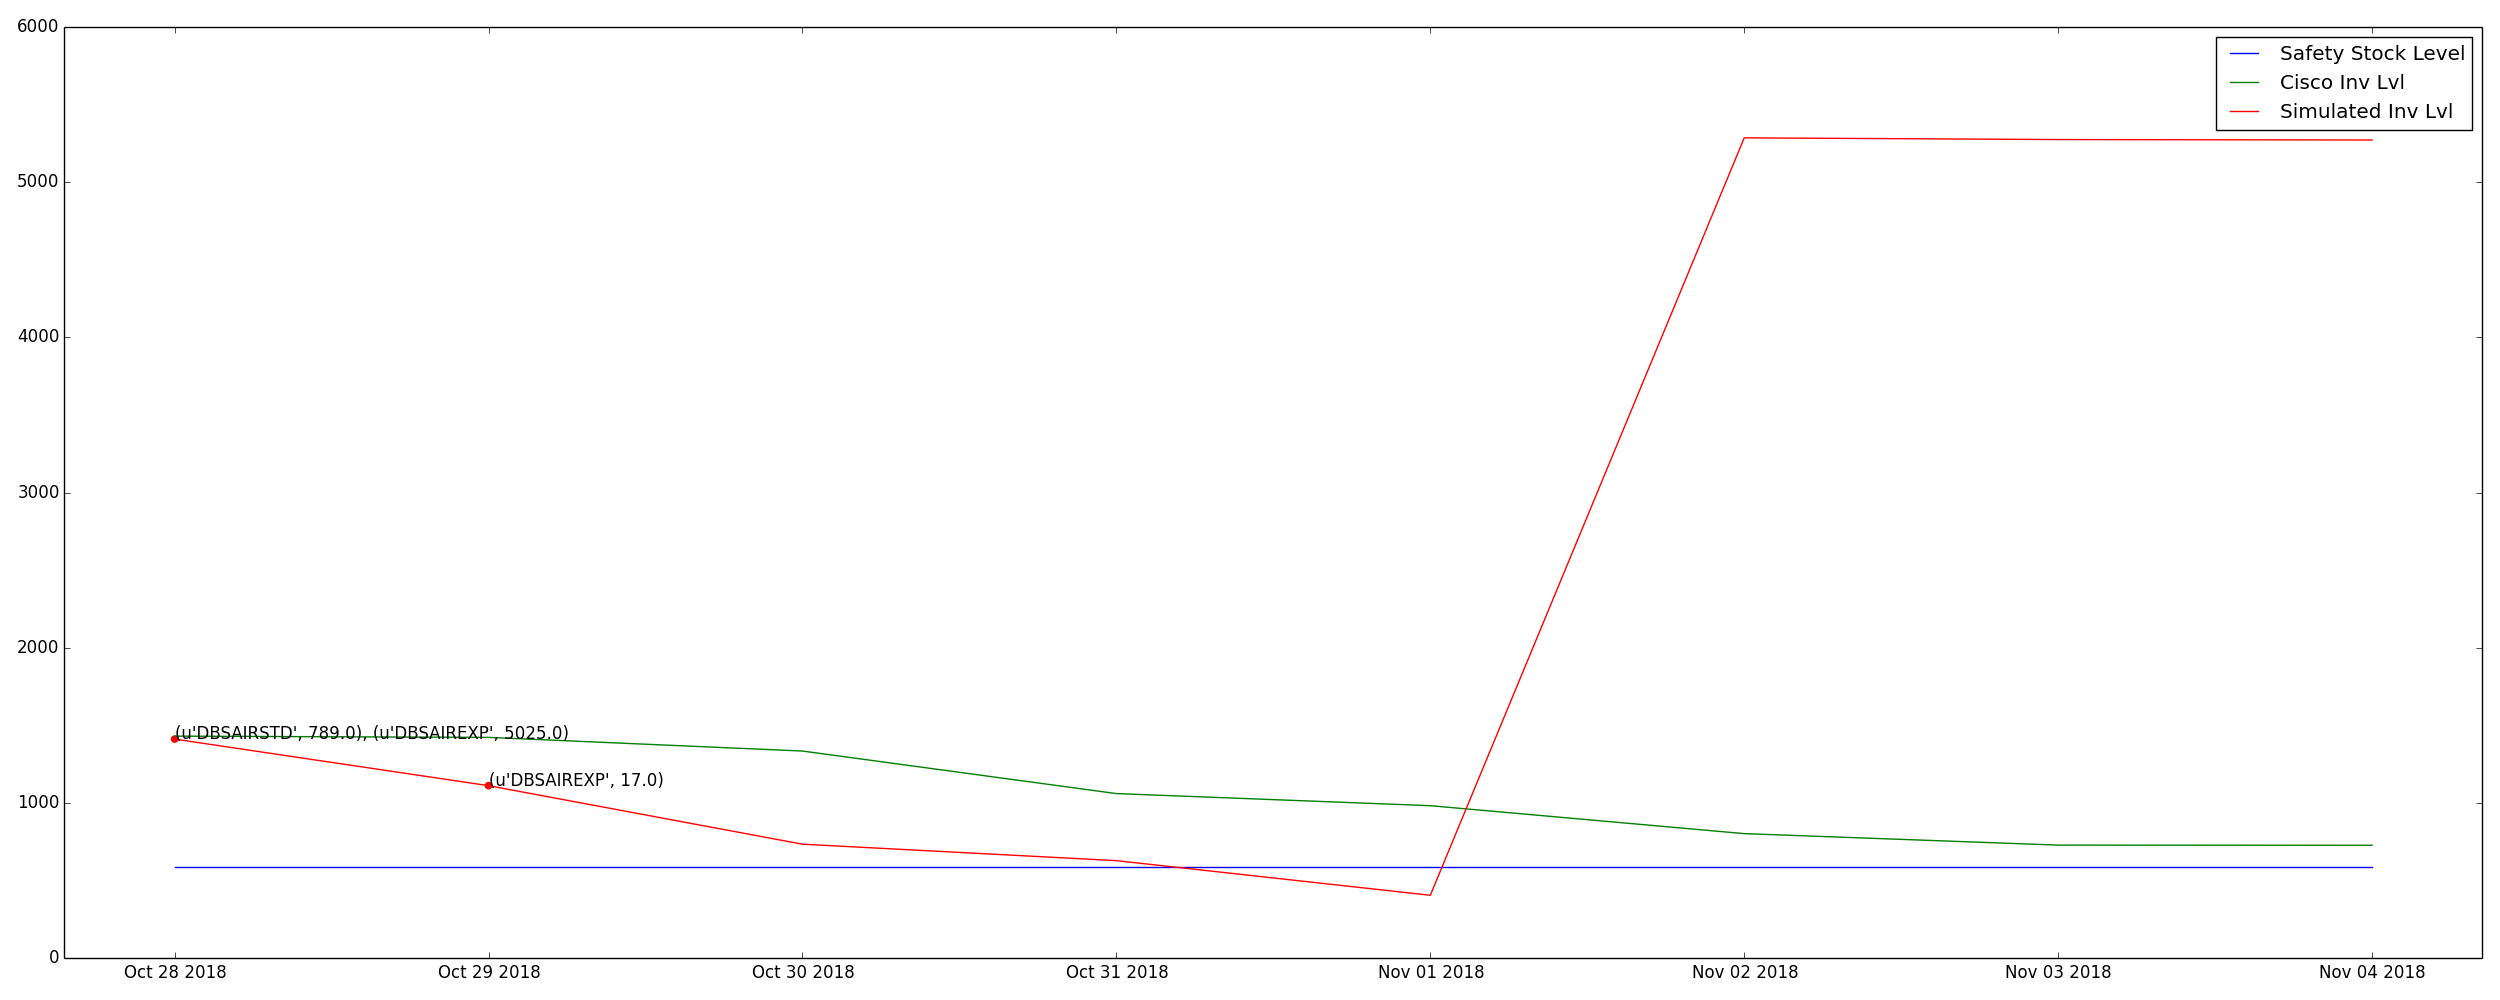 6000
5000
4000
3000
2000
1000
0
Safety Stock Level
Cisco Inv Lvl
Simulated Inv Lvl
(u'DBSAIRSTD', 789.0), (u'DBSAIREXP', 5025.0)
(u'DBSAIREXP', 17.0)
Oct 28 2018 Oct 29 2018 Oct 30 2018 Oct 31 2018 Nov 01 2018 Nov 02 2018 Nov 03 2018 Nov 04 2018